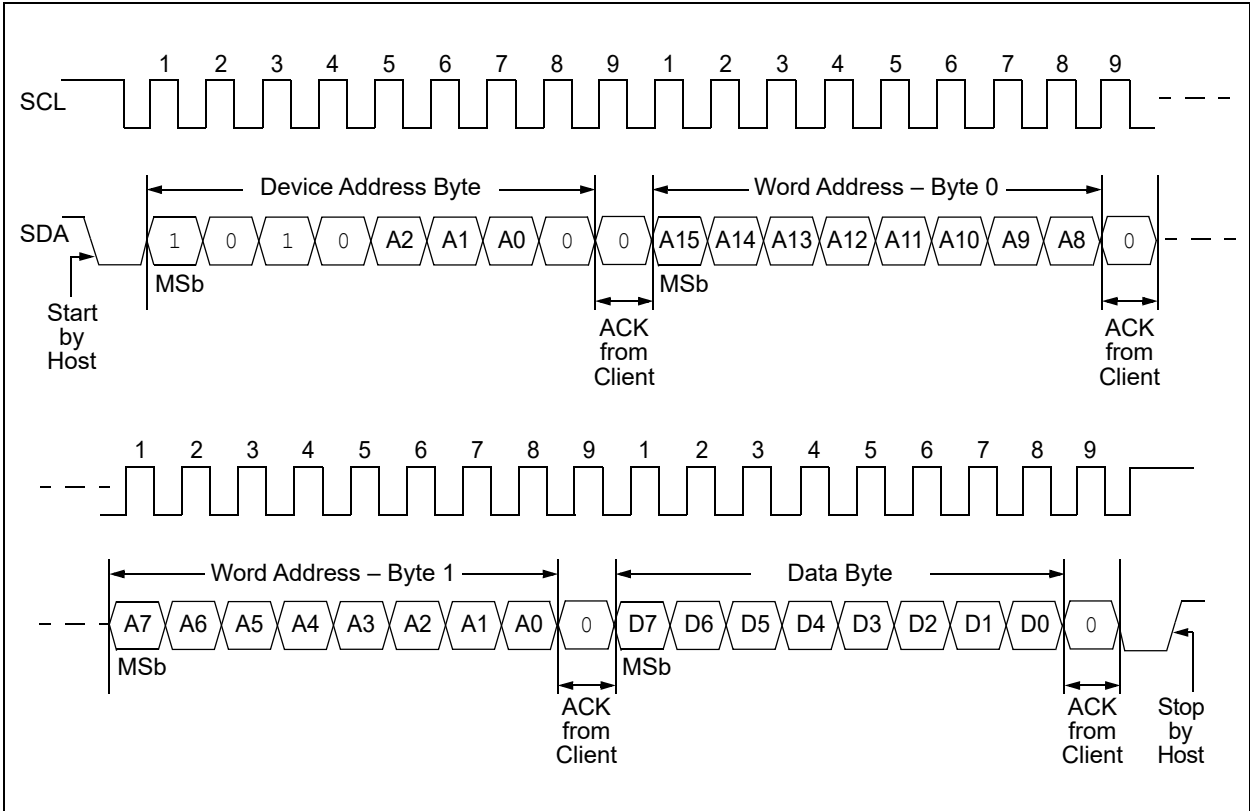 1 2 3 4 5 6 7 8 9 1 2 3 4 5 6 7 8 9
SCL
Device Address Byte Word Address – Byte 0
SDA 1 0 1 0 A2 A1 A0 0 0 A15 A14 A13 A12 A11 A10 A9 A8 0
MSb MSb
Start
by
Host
ACK
from
Client
ACK
from
Client
1 2 3 4 5 6 7 8 9 1 2 3 4 5 6 7 8 9
Word Address – Byte 1 Data Byte
A7 A6 A5 A4 A3 A2 A1 A0 0 D7 D6 D5 D4 D3 D2 D1 D0 0
MSb MSb
ACK
from
Client
ACK
from
Client
Stop
by
Host